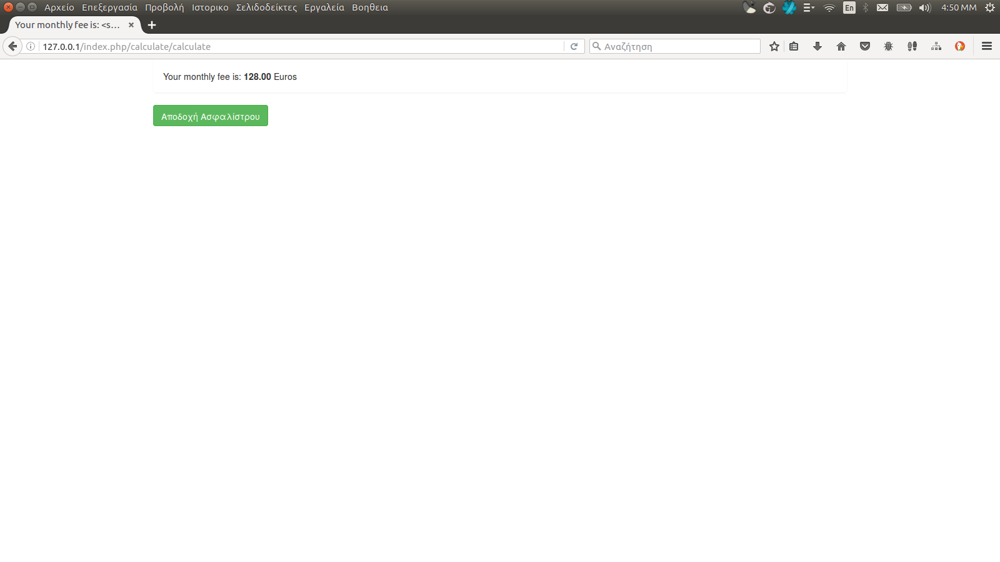 Αρχείο Επεξεργασία Προβολή Ιστορικο Σελιδοδείκτες Εργαλεία Βοηθεια En 4:50 ΜΜ
Your monthly fee is: <s...
127.0.0.1/index.php/calculate/calculate Αναζήτηση
Your monthly fee is: 128.00 Euros
Αποδοχή Ασφαλίστρου